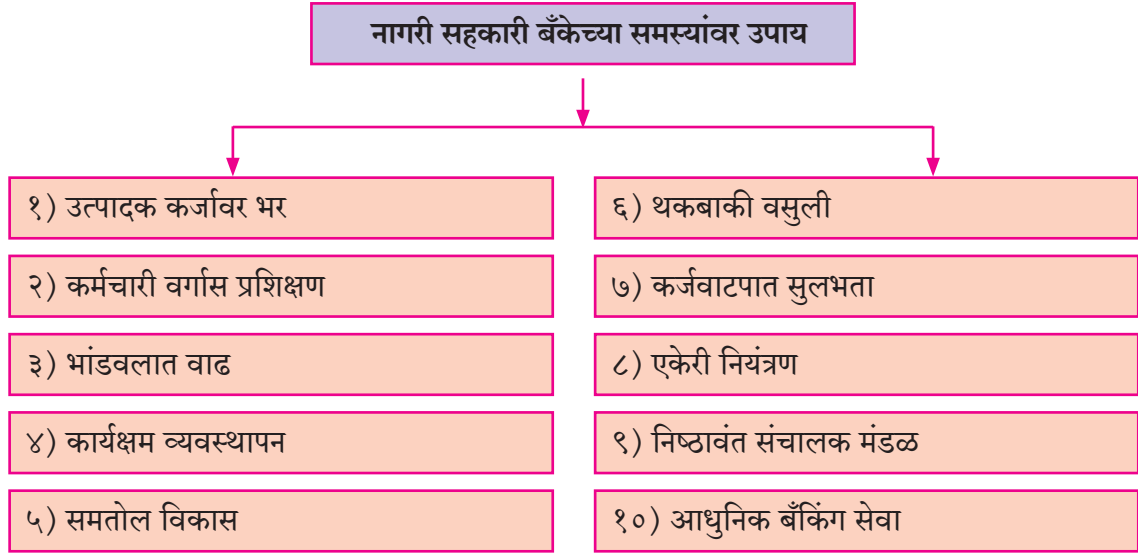 नागरी सहकारी बँकेच्या समस्यांवर उपाय
१) उत्पादक कर्जावर भर
२) कर्मचारी वर्गास प्रशिक्षण
३) भांडवलात वाढ
४) कार्यक्षम व्यवस्थापन
५) समतोल विकास
६) थकबाकी वसुली
७) कर्जवाटपात सुलभता
८) एकेरी नियंत्रण
९) निष्ठावंत संचालक मंडळ
१०) आधुनिक बँकिंग सेवा